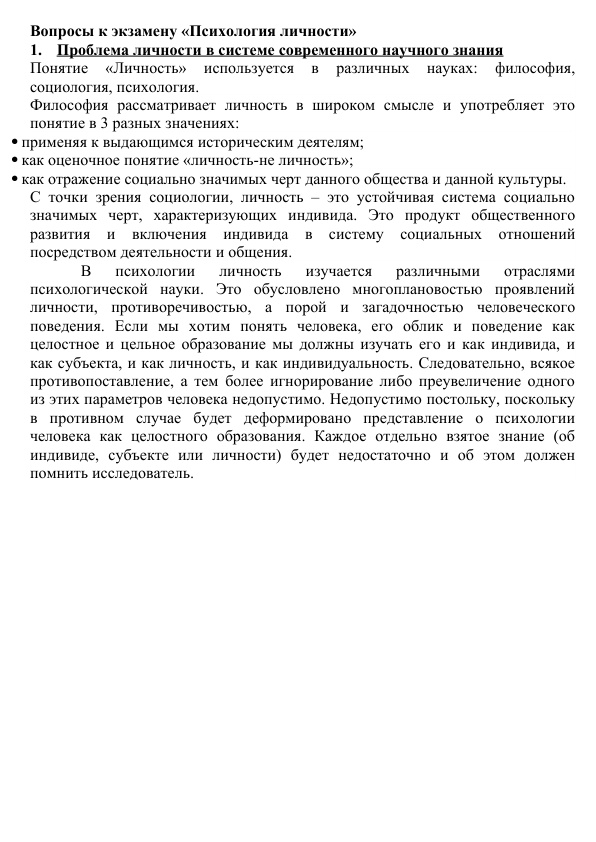 Вопросы к экзамену «Психология личности»
1. Проблема личности в системе современного научного знания
Понятие «Личность» используется в различных науках: философия,
социология, психология.
Философия рассматривает личность в широком смысле и употребляет это
понятие в 3 разных значениях:
• применяя к выдающимся историческим деятелям;
• как оценочное понятие «личность-не личность»;
• как отражение социально значимых черт данного общества и данной культуры.
С точки зрения социологии, личность – это устойчивая система социально
значимых черт, характеризующих индивида. Это продукт общественного
развития и включения индивида в систему социальных отношений
посредством деятельности и общения.
В психологии личность изучается различными отраслями
психологической науки. Это обусловлено многоплановостью проявлений
личности, противоречивостью, а порой и загадочностью человеческого
поведения. Если мы хотим понять человека, его облик и поведение как
целостное и цельное образование мы должны изучать его и как индивида, и
как субъекта, и как личность, и как индивидуальность. Следовательно, всякое
противопоставление, а тем более игнорирование либо преувеличение одного
из этих параметров человека недопустимо. Недопустимо постольку, поскольку
в противном случае будет деформировано представление о психологии
человека как целостного образования. Каждое отдельно взятое знание (об
индивиде, субъекте или личности) будет недостаточно и об этом должен
помнить исследователь.